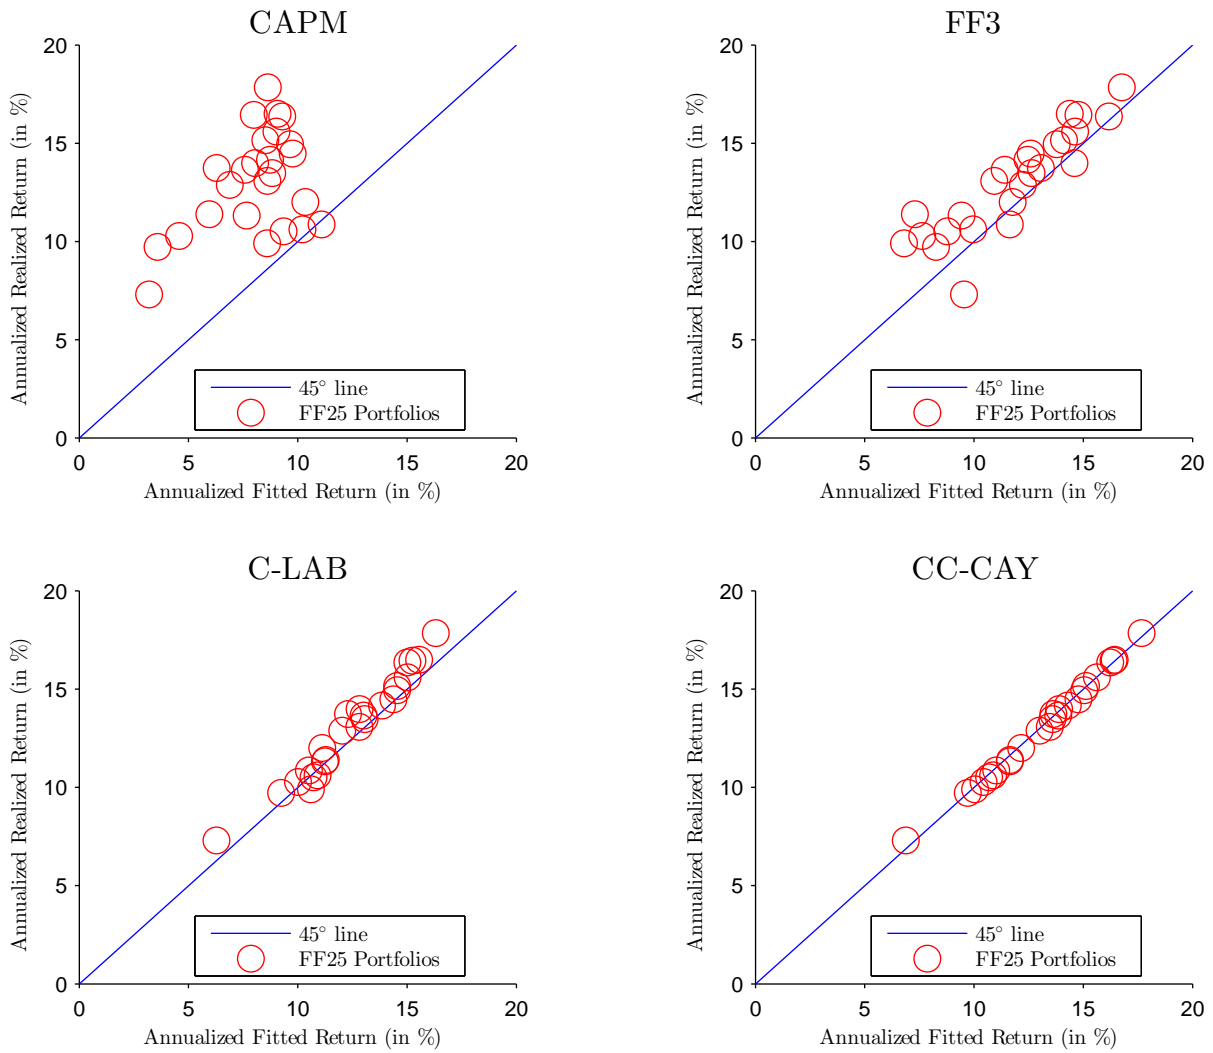 CAPM
20
15
10
5
0
Annualized Realized Return (in %)
45° line
FF25 Portfolios
0 5 10 15 20
Annualized Fitted Return (in %)
FF3
20
15
10
5
0
Annualized Realized Return (in %)
45° line
FF25 Portfolios
0 5 10 15 20
Annualized Fitted Return (in %)
C-LAB
20
15
10
5
0
Annualized Realized Return (in %)
45° line
FF25 Portfolios
0 5 10 15 20
Annualized Fitted Return (in %)
CC-CAY
20
15
10
5
0
Annualized Realized Return (in %)
45° line
FF25 Portfolios
0 5 10 15 20
Annualized Fitted Return (in %)